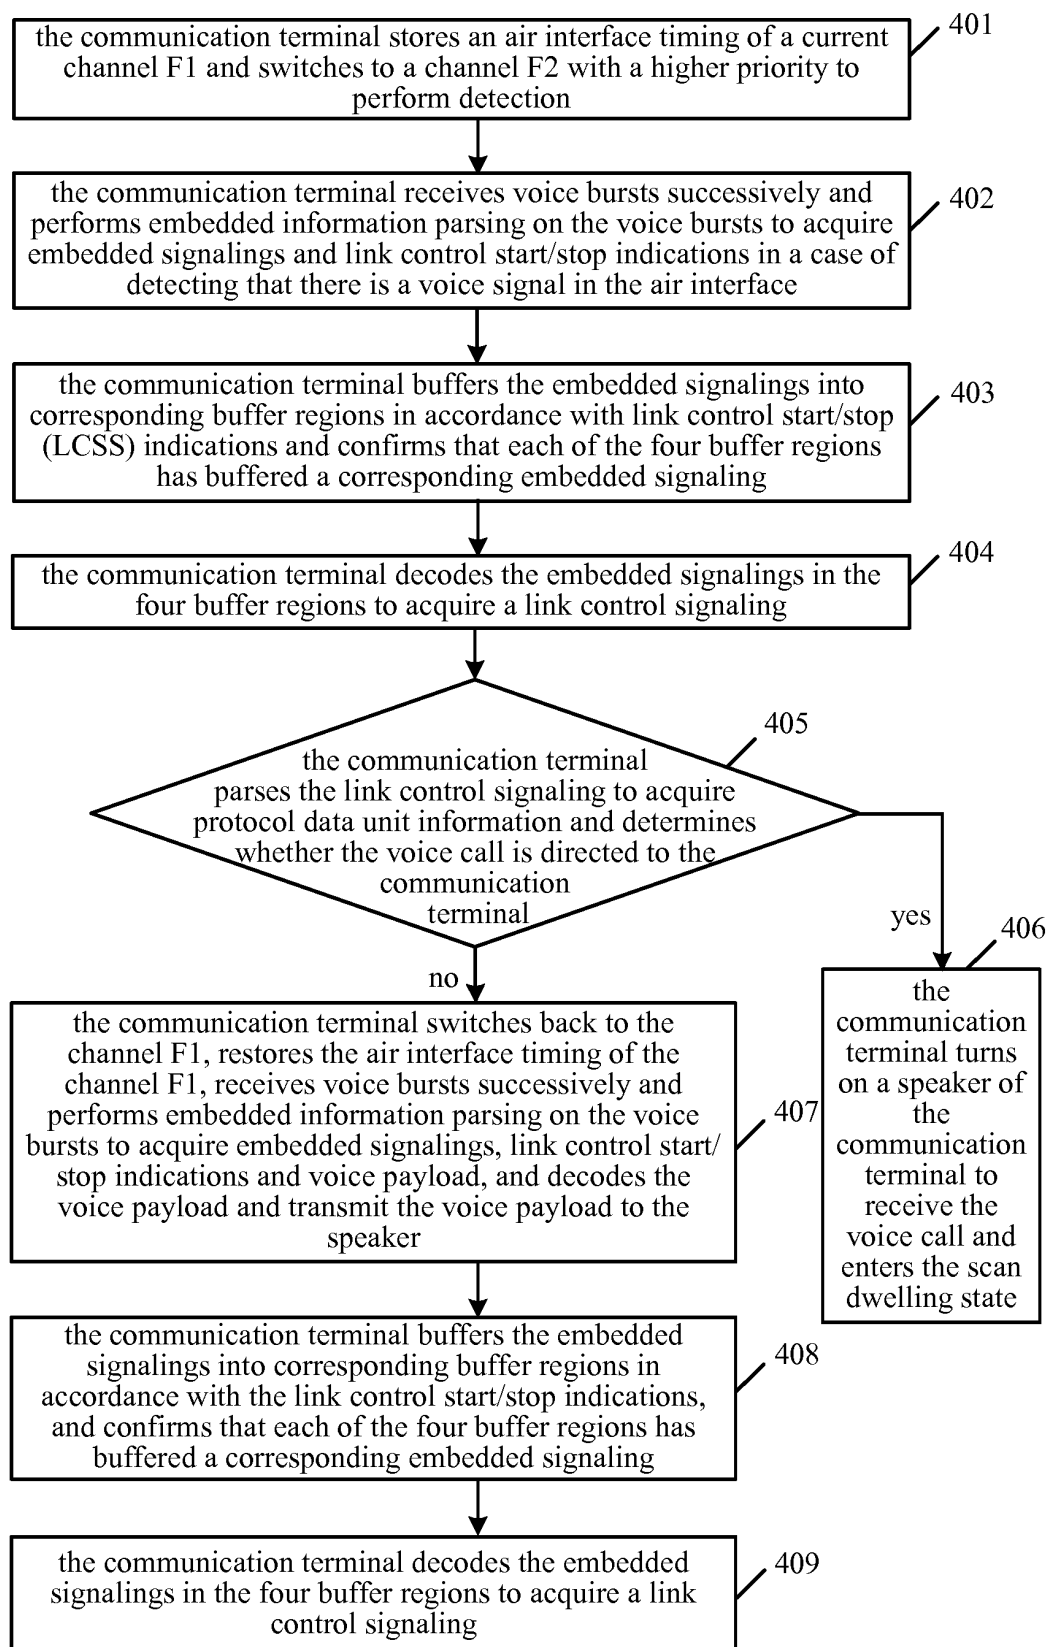 the communication terminal stores an air interface timing of a current
channel F1 and switches to a channel F2 with a higher priority to
perform detection
401
the communication terminal receives voice bursts successively and
performs embedded information parsing on the voice bursts to acquire
embedded signalings and link control start/stop indications in a case of
detecting that there is a voice signal in the air interface
402
the communication terminal buffers the embedded signalings into
corresponding buffer regions in accordance with link control start/stop
(LCSS) indications and confirms that each of the four buffer regions
has buffered a corresponding embedded signaling
403
the communication terminal decodes the embedded signalings in the
four buffer regions to acquire a link control signaling
404
the communication terminal
parses the link control signaling to acquire
protocol data unit information and determines
whether the voice call is directed to the
communication
terminal
405
yes
406
the
communication
terminal turns
on a speaker of
the
communication
terminal to
receive the
voice call and
enters the scan
dwelling state
no
the communication terminal switches back to the
channel F1, restores the air interface timing of the
channel F1, receives voice bursts successively and
performs embedded information parsing on the voice
bursts to acquire embedded signalings, link control start/
stop indications and voice payload, and decodes the
voice payload and transmit the voice payload to the
speaker
407
the communication terminal buffers the embedded
signalings into corresponding buffer regions in
accordance with the link control start/stop indications,
and confirms that each of the four buffer regions has
buffered a corresponding embedded signaling
408
the communication terminal decodes the embedded
signalings in the four buffer regions to acquire a link
control signaling
409